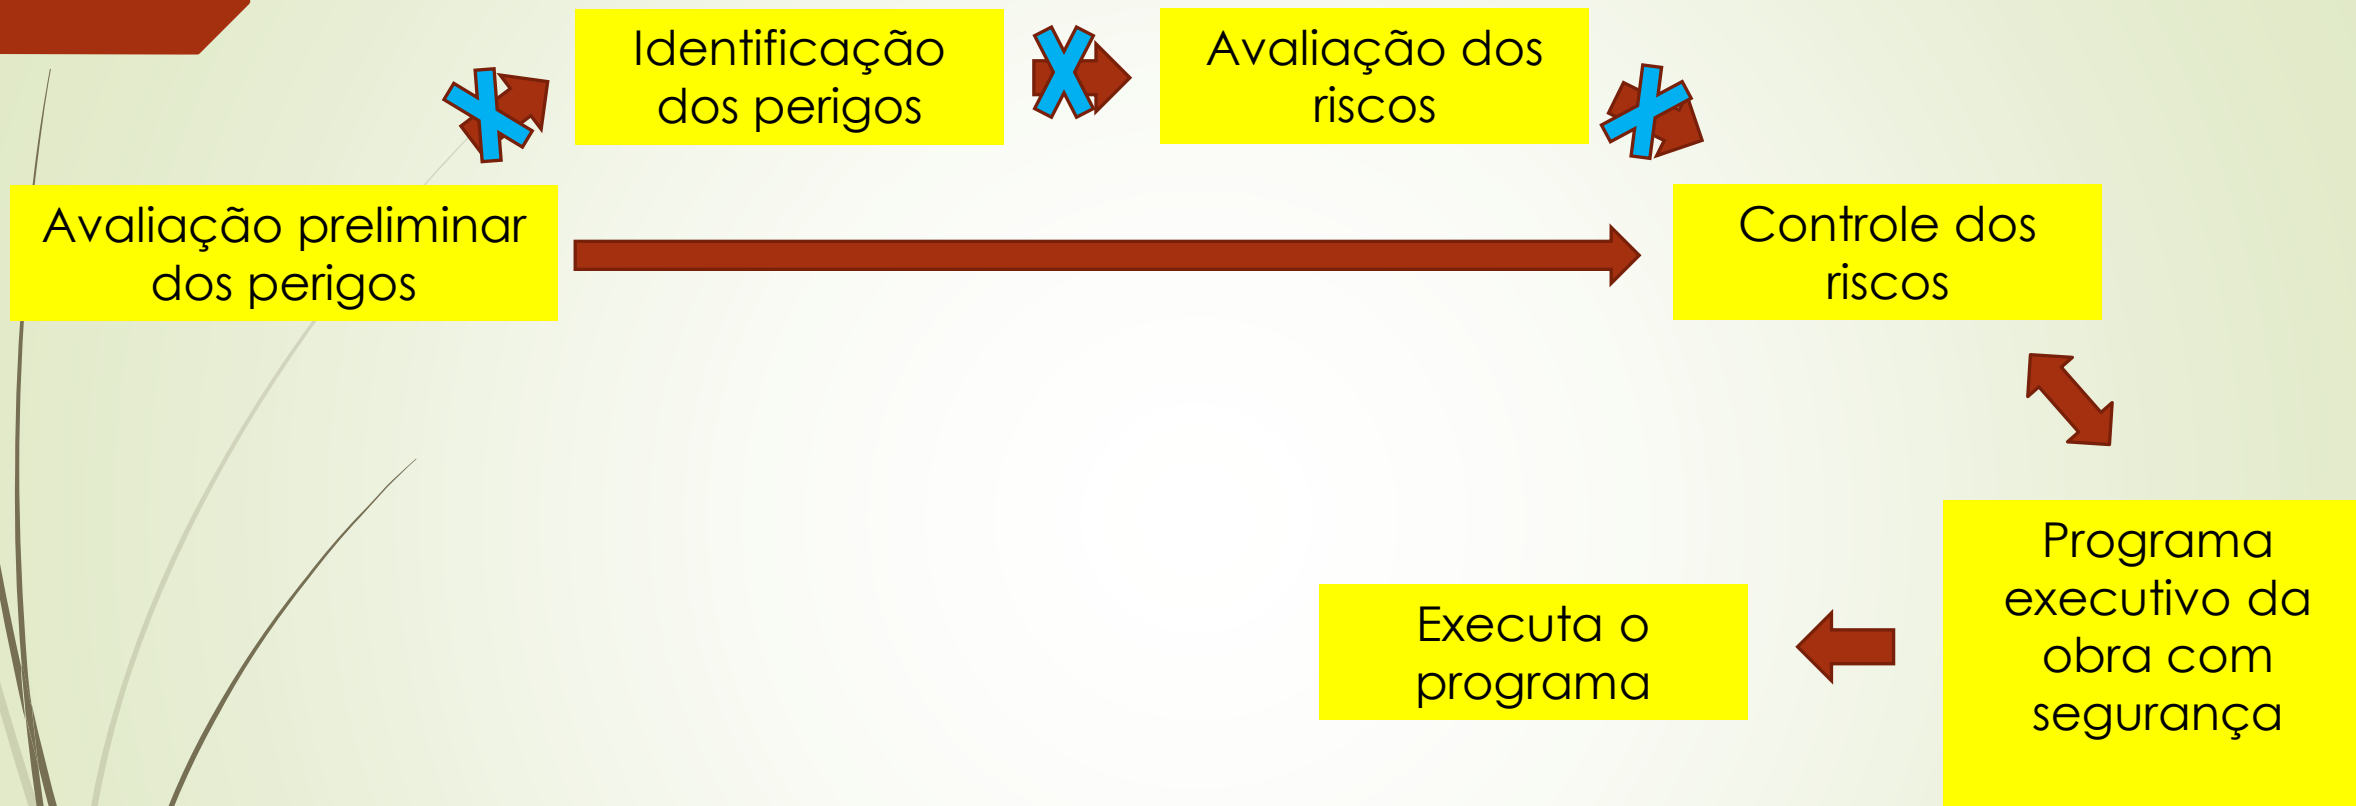 Identificação
dos perigos
Avaliação dos
riscos
Avaliação preliminar
dos perigos
Controle dos
riscos
Programa
executivo da
obra com
segurança
Executa o
programa